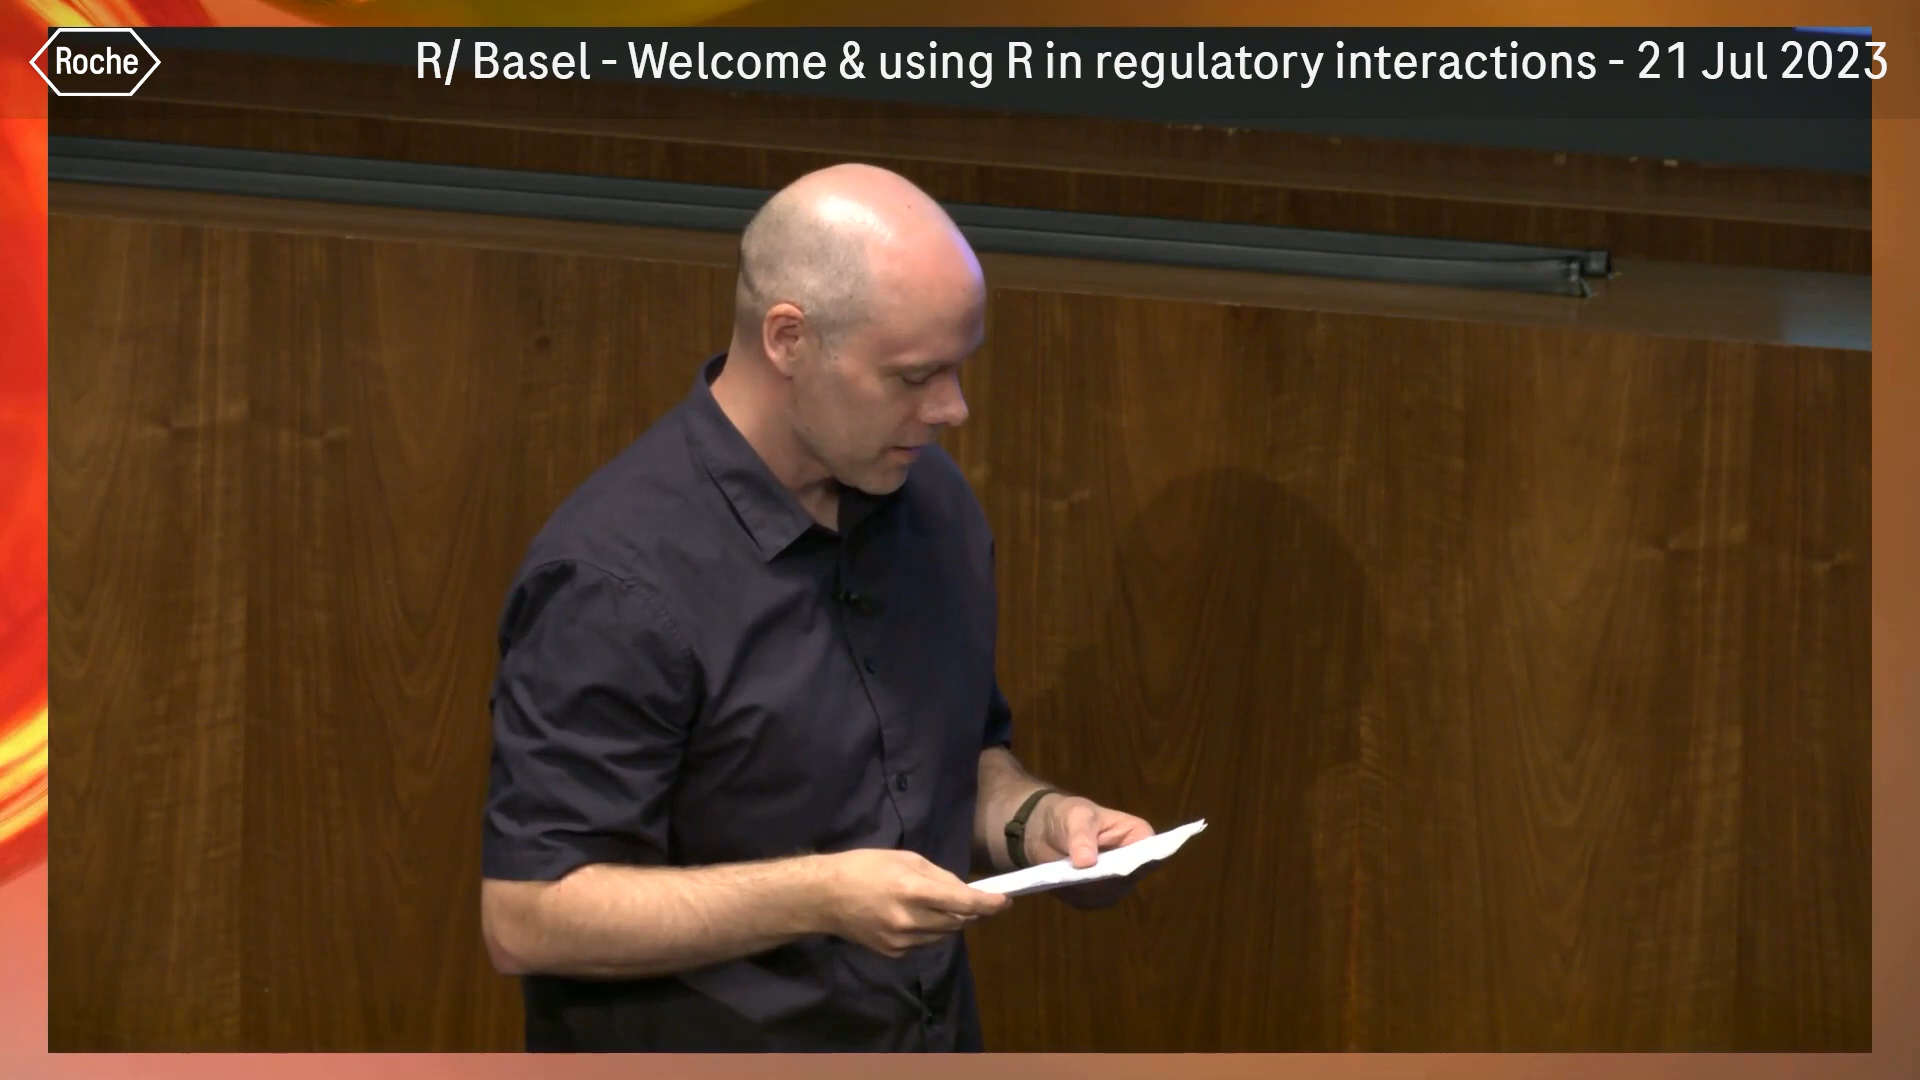 Roche
R/ Basel - Welcome & using R in regulatory interactions - 21 Jul 2023